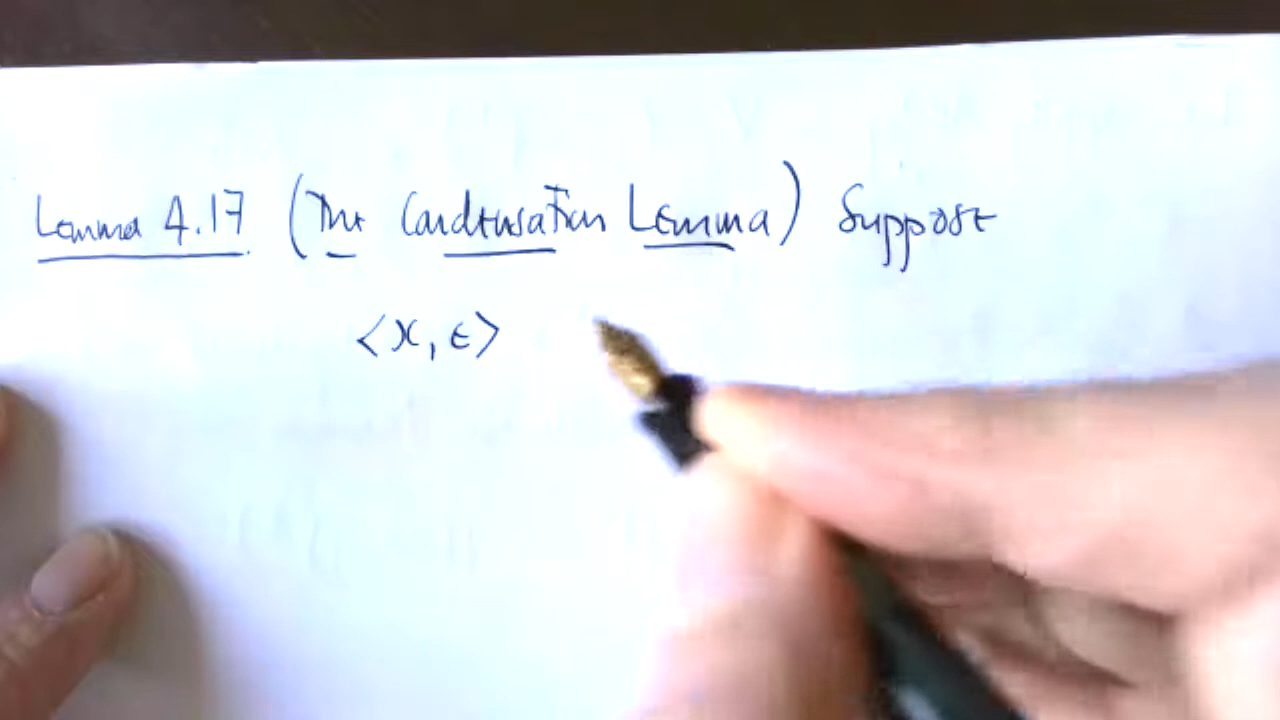 Lemma 4.17 (The Condensation Lemma) Suppose
<x, ∈>